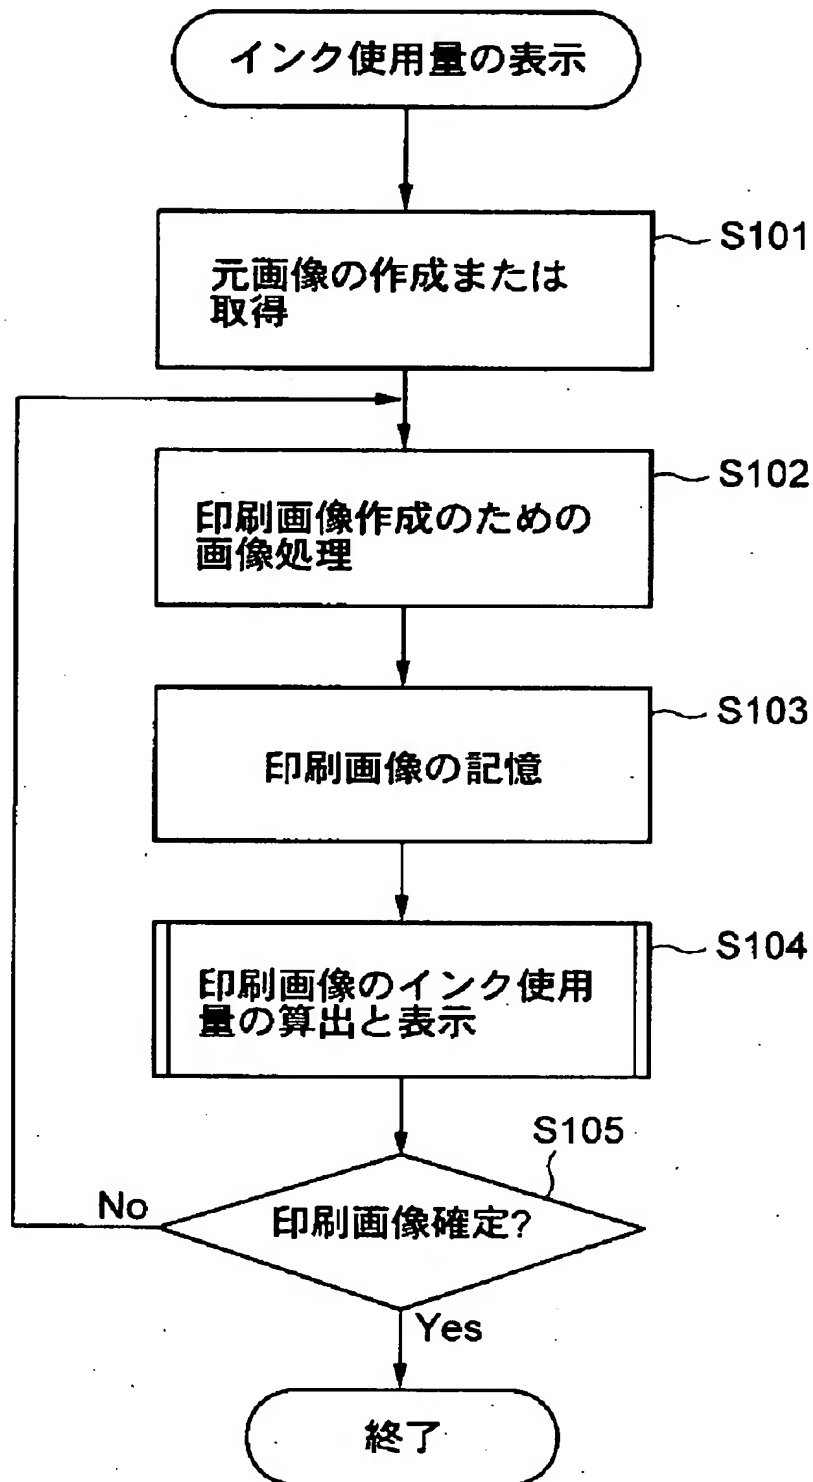 インク使用量の表示
S101
元画像の作成または
取得
S102
印刷画像作成のための
画像処理
S103
印刷画像の記憶
S104
印刷画像のインク使用
量の算出と表示
S105
No
印刷画像確定?
Yes
終了